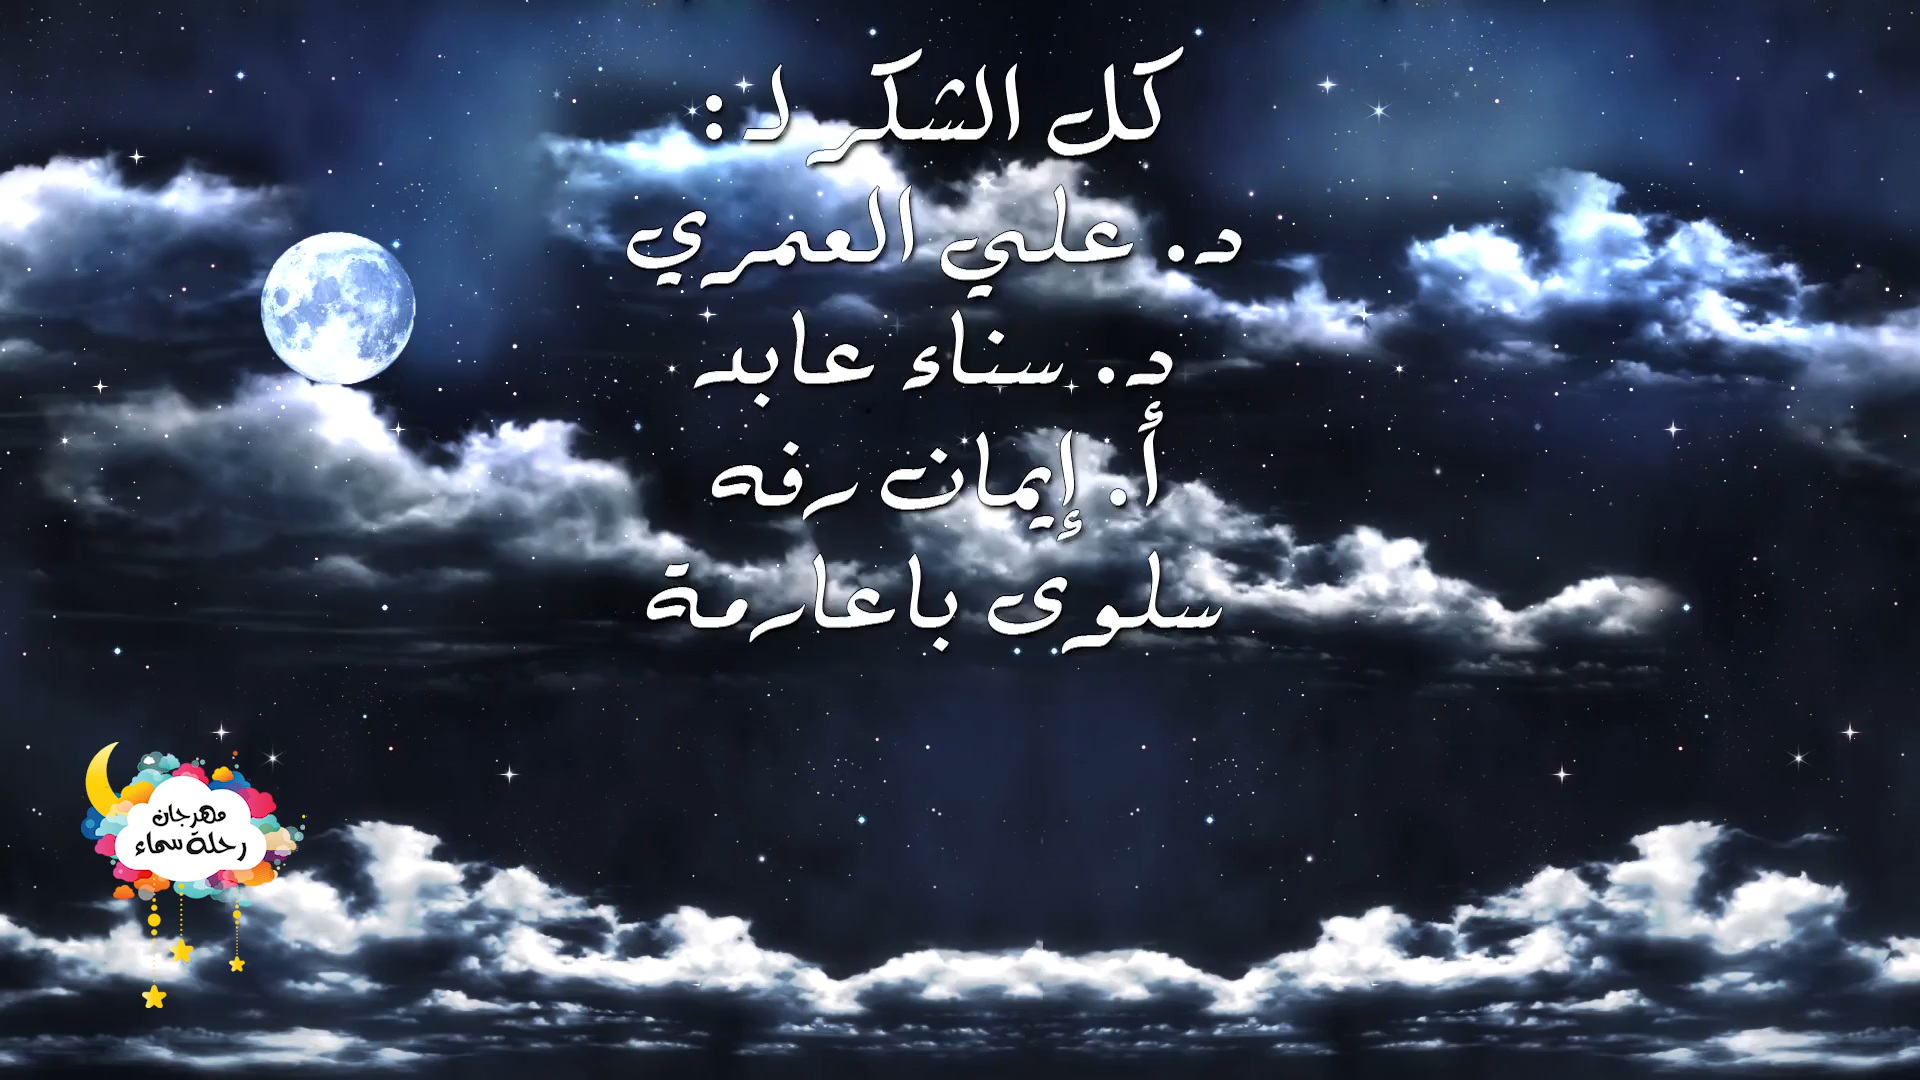 كل الشكر لـ :
د. علي العمري
د. سناء عابد
أ. إيمان رفه
سلوى باعارمة
مهرجان
رحلة سماء